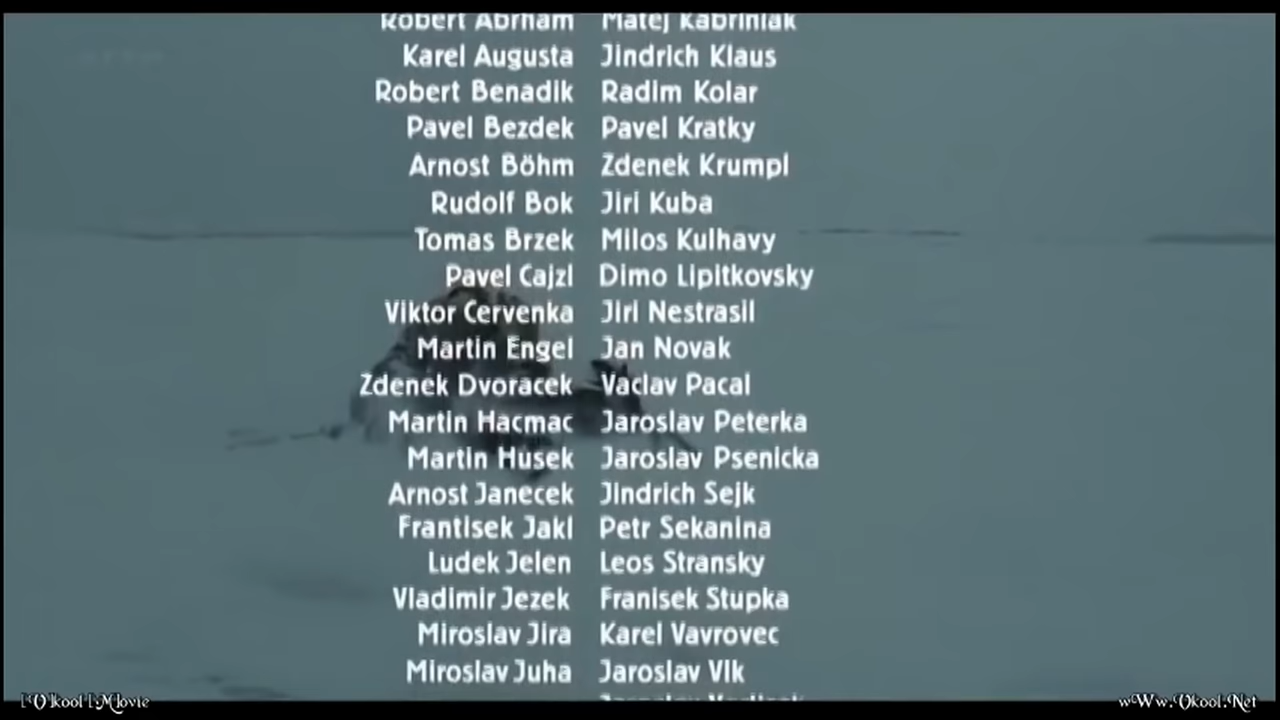 Robert Abrham Matej Kabriniak
Karel Augusta Jindrich Klaus
Robert Benadik Radim Kolar
Pavel Bezdek Pavel Kratky
Arnost Böhm Zdenek Krumpl
Rudolf Bok Jiri Kuba
Tomas Brzek Milos Kulhavy
Pavel Cajzl Dimo Lipitkovsky
Viktor Cervenka Jiri Nestrasil
Martin Engel Jan Novak
Zdenek Dvoracek Vaclav Pacal
Martin Hacmac Jaroslav Peterka
Martin Husek Jaroslav Psenicka
Arnost Janecek Jindrich Sejk
Frantisek Jakl Petr Sekanina
Ludek Jelen Leos Stransky
Vladimir Jezek Franisek Stupka
Miroslav Jira Karel Vavrovec
Miroslav Juha Jaroslav Vlk
[V]kool [M]ovie wWw.Vkool.Net